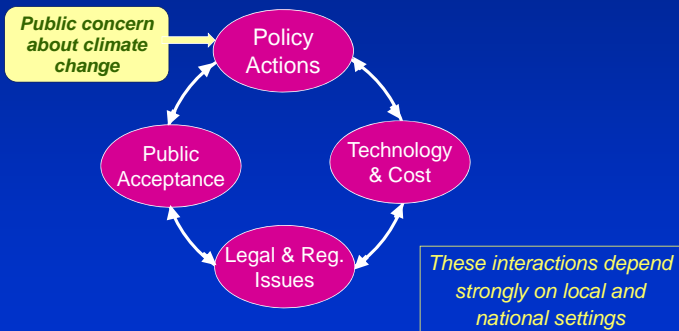 Public concern
about climate
change
Policy
Actions
Public
Acceptance
Technology
& Cost
Legal & Reg.
Issues
These interactions depend
strongly on local and
national settings